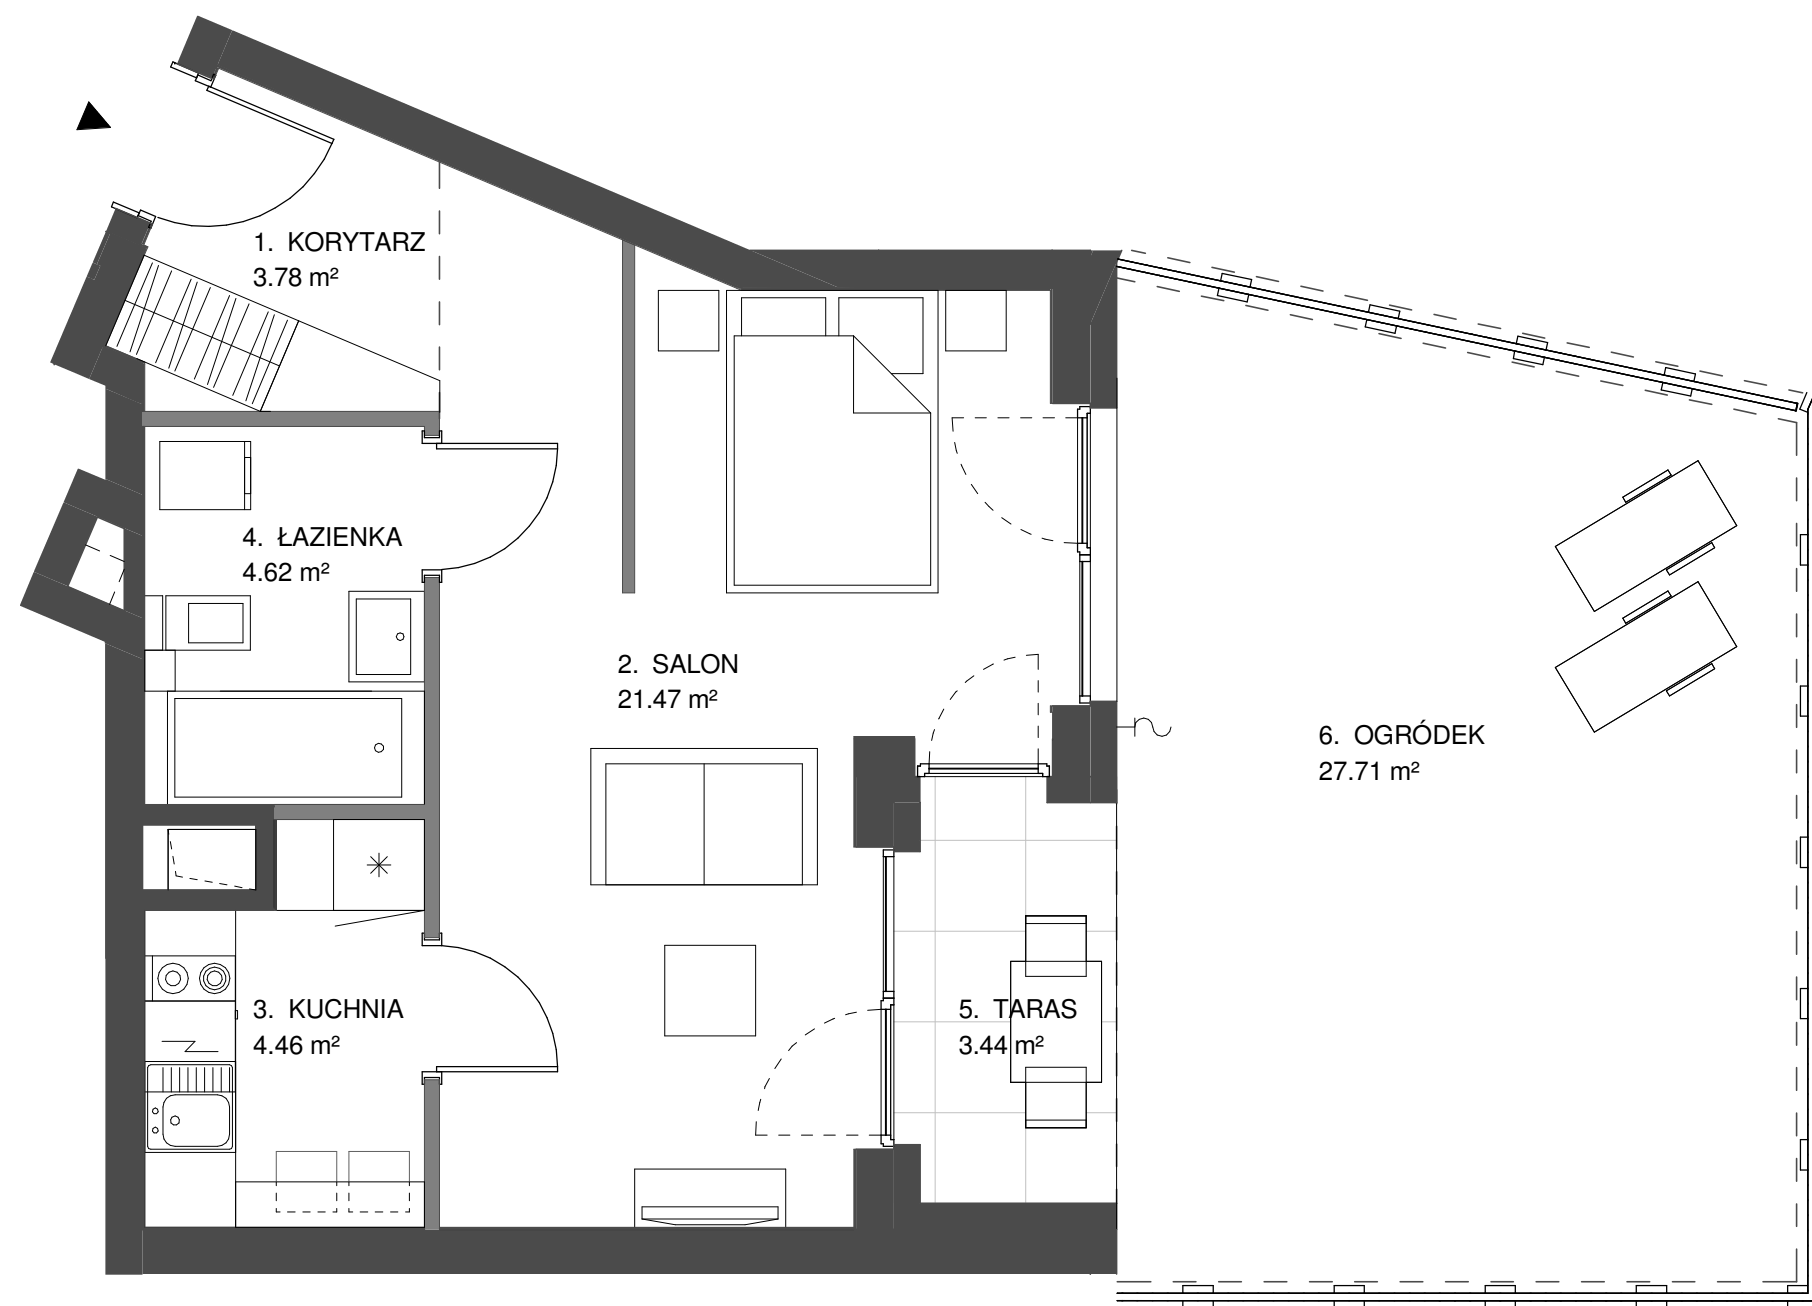 1. KORYTARZ
3.78 m²
4. ŁAZIENKA
4.62 m²
2. SALON
21.47 m²
6. OGRÓDEK
27.71 m²
3. KUCHNIA
4.46 m²
5. TARAS
3.44 m²